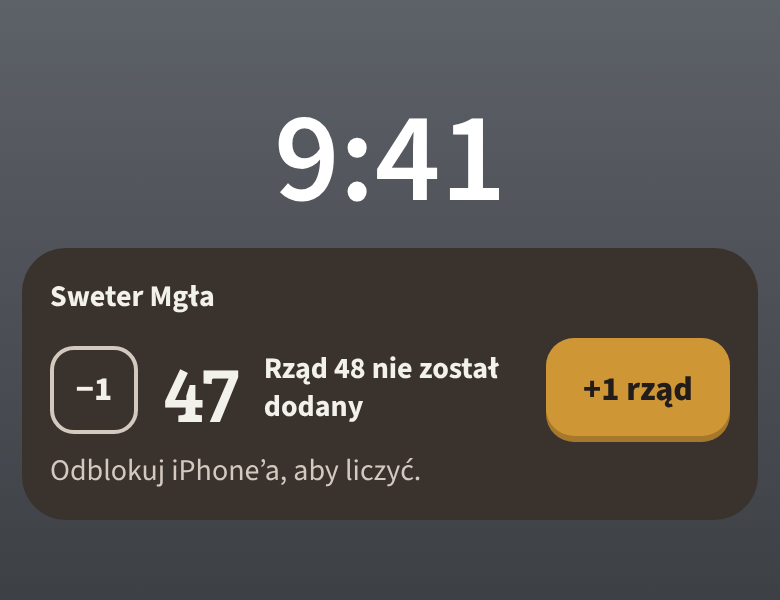 9:41
Sweter Mgła
−1
47
Rząd 48 nie został
dodany
+1 rząd
Odblokuj iPhone’a, aby liczyć.